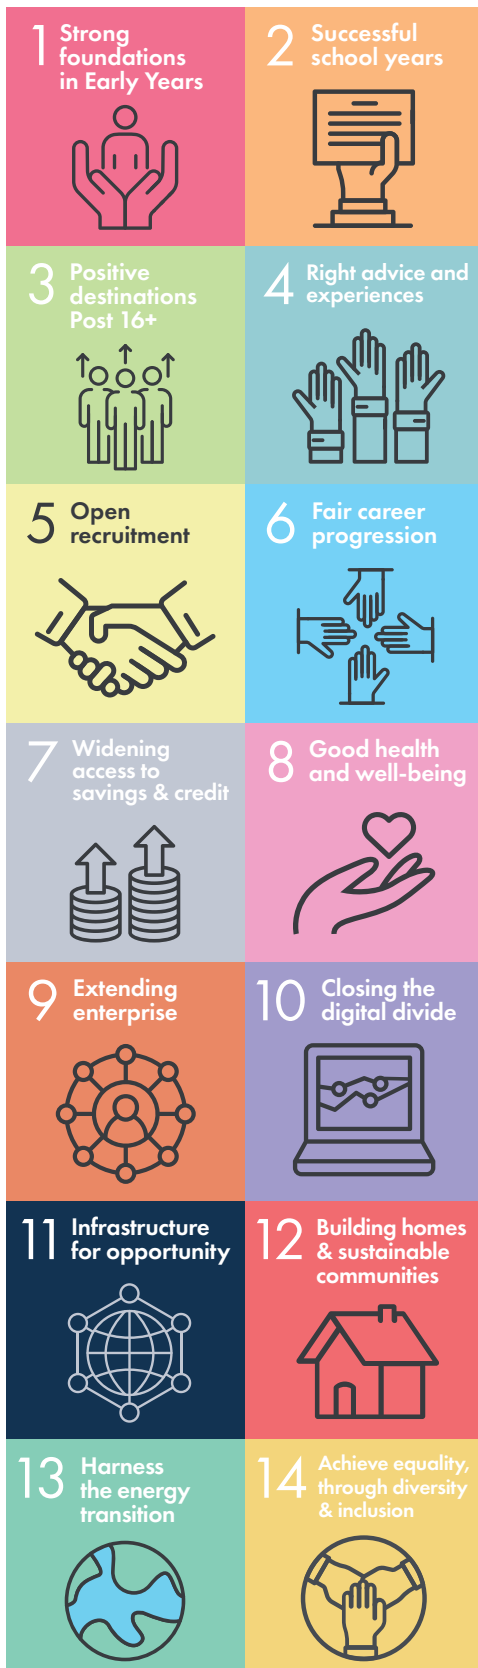 1 Strong
foundations
in Early Years
2 Successful
school years
3 Positive
destinations
Post 16+
4 Right advice and
experiences
5 Open
recruitment
6 Fair career
progression
7 Widening
access to
savings & credit
8 Good health
and well-being
9 Extending
enterprise
10 Closing the
digital divide
11 Infrastructure
for opportunity
12 Building homes
& sustainable
communities
13 Harness
the energy
transition
14 Achieve equality,
through diversity
& inclusion